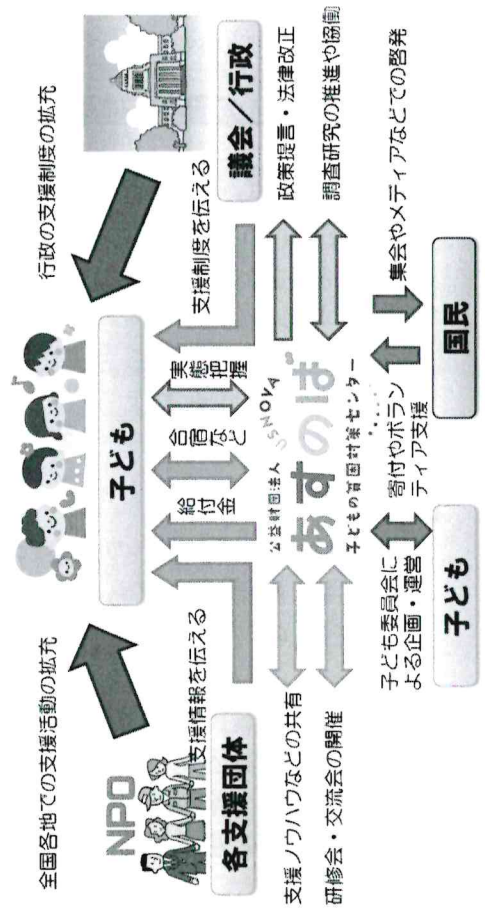 全国各地での支援活動の拡充
行政の支援制度の拡充
NPO
各支援団体
子ども
議会/行政
支援情報を伝える
給付金
合宿など
実態把握
支援制度を伝える
公益財団法人
USNOVA
あすのば
子どもの貧困対策センター
支援ノウハウなどの共有
研修会・交流会の開催
政策提言・法律改正
調査研究の推進や協働
子ども委員会に
よる企画・運営
寄付やボラン
ティア支援
集会やメディアなどでの啓発
子ども
国民